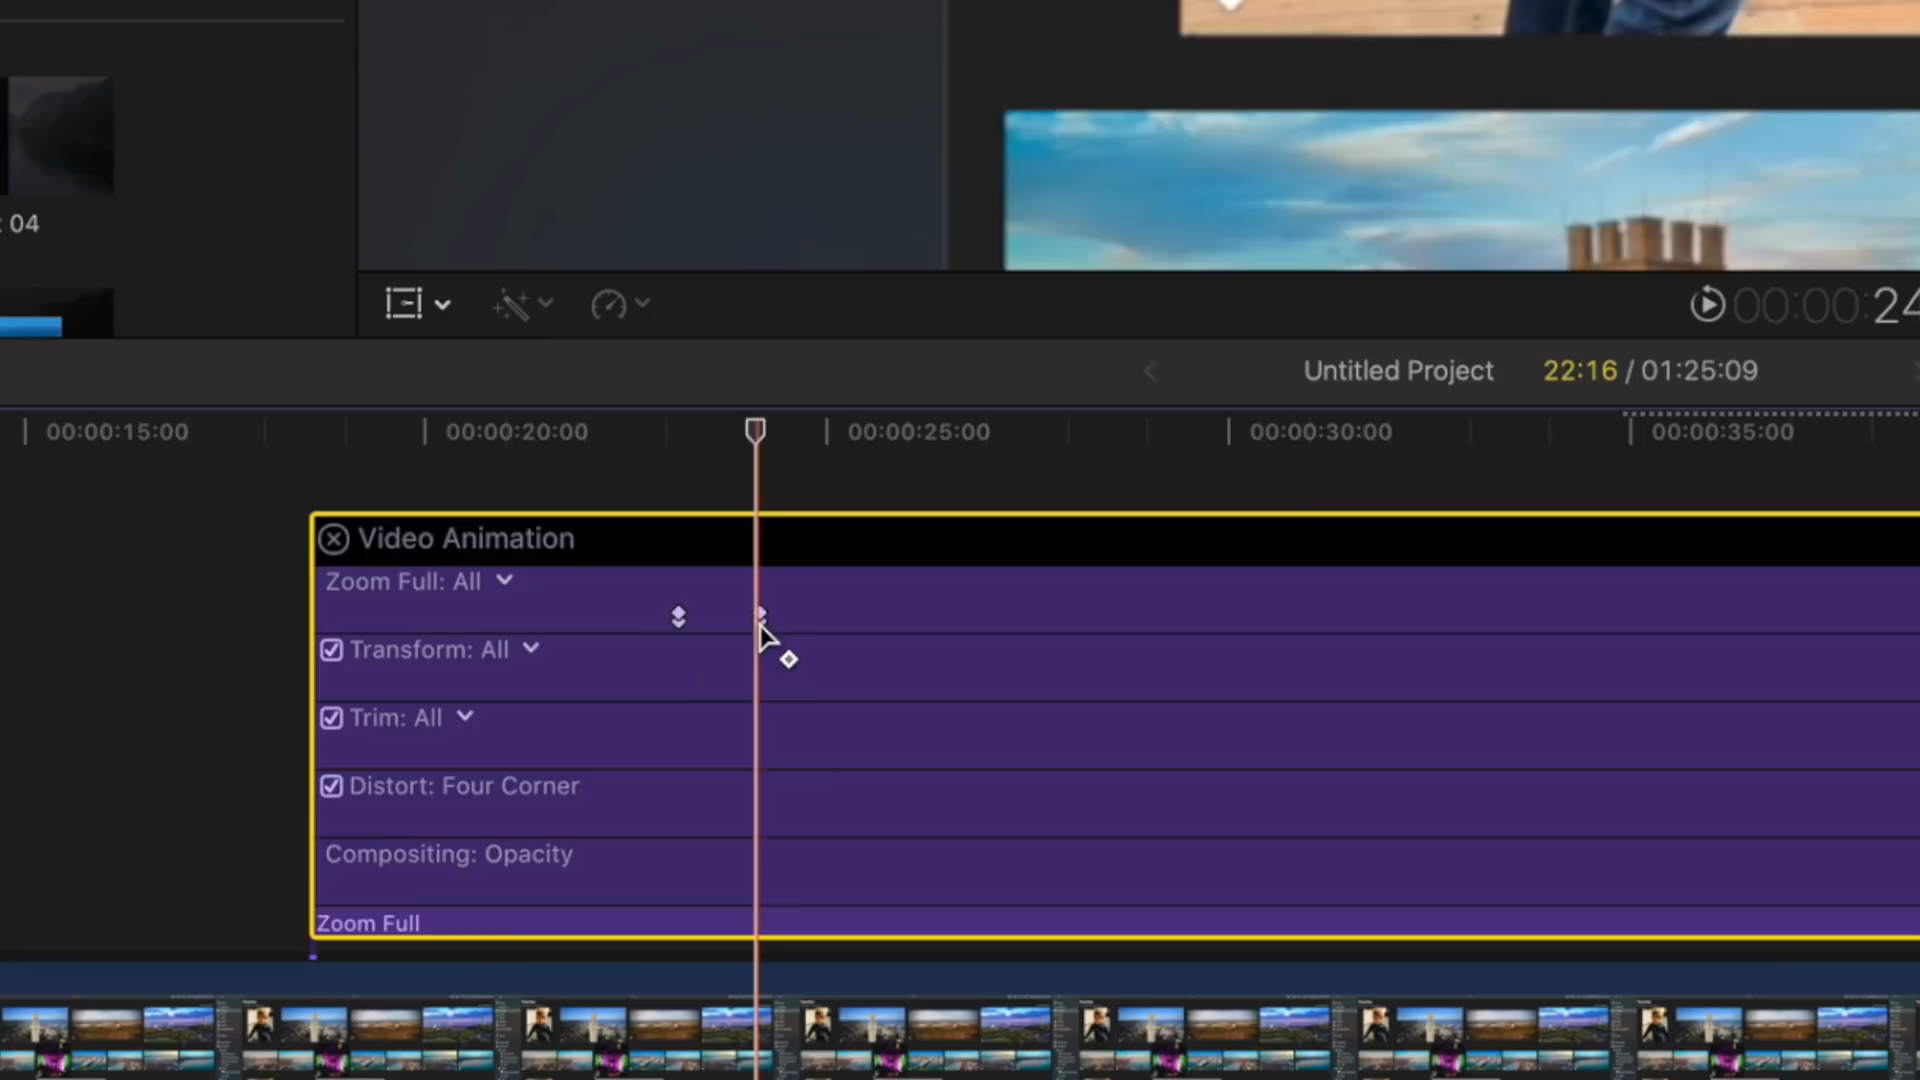 : 04
00:00:24
Untitled Project 22:16 / 01:25:09
00:00:15:00 00:00:20:00 00:00:25:00 00:00:30:00 00:00:35:00
Video Animation
Zoom Full: All
Transform: All
Trim: All
Distort: Four Corner
Compositing: Opacity
Zoom Full